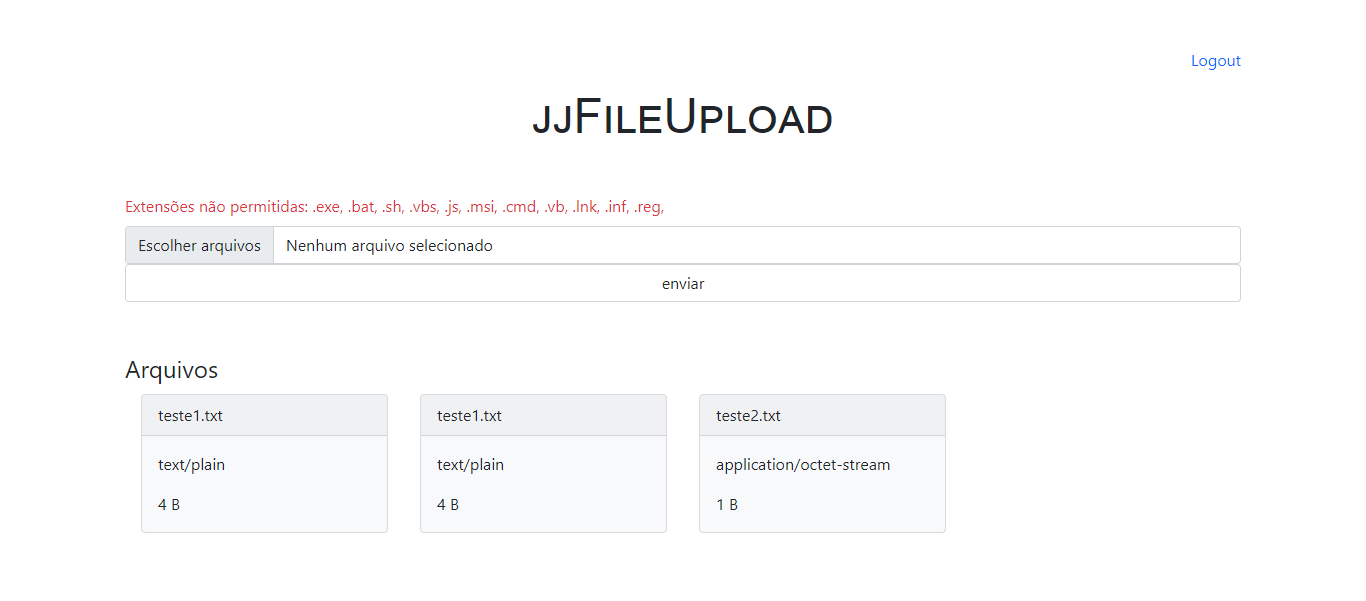 Logout
jjFileUpload
Extensões não permitidas: .exe, .bat, .sh, .vbs, .js, .msi, .cmd, .vb, .lnk, .inf, .reg,
Escolher arquivos Nenhum arquivo selecionado
enviar
Arquivos
teste1.txt teste1.txt teste2.txt
text/plain text/plain application/octet-stream
4 B 4 B 1 B